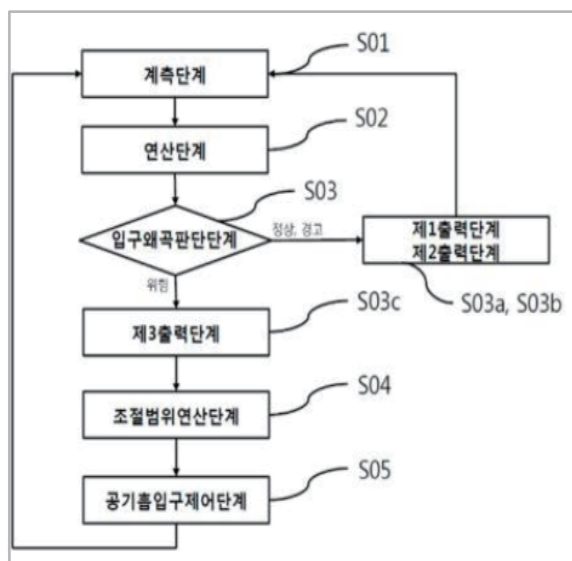 S01
계측단계
S02
연산단계
S03
입구왜곡판단단계
정상, 경고
제1출력단계
제2출력단계
S03a, S03b
위험
S03c
제3출력단계
S04
조절범위연산단계
S05
공기흡입구제어단계